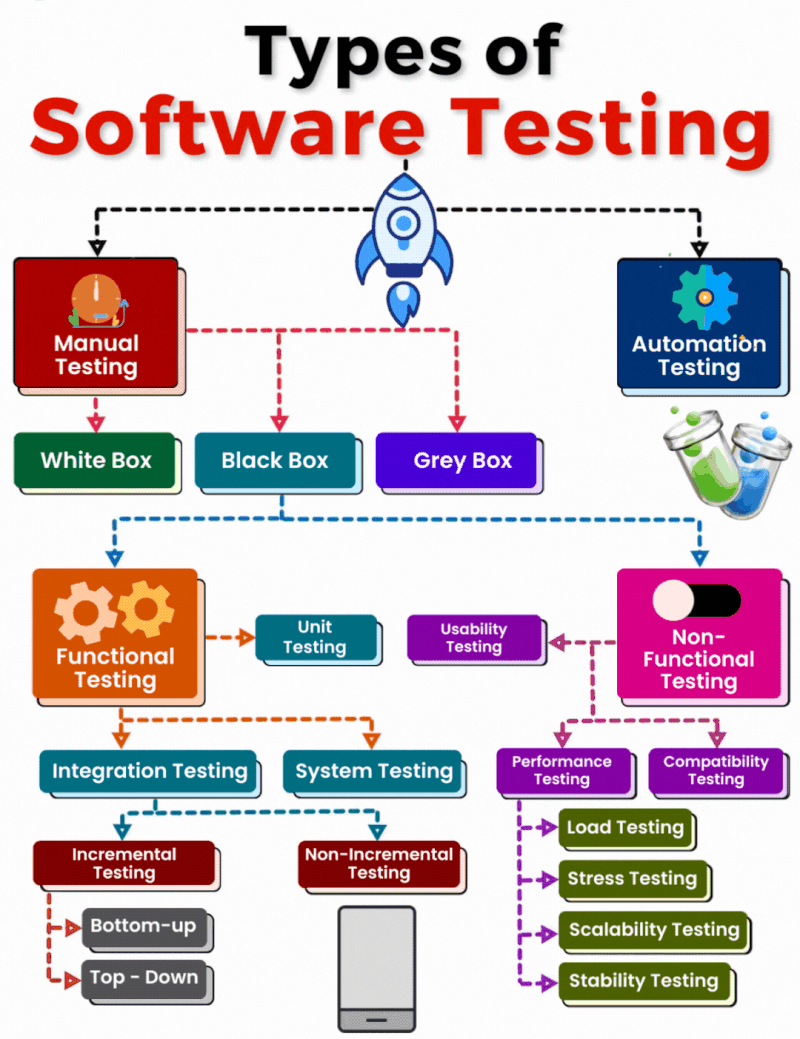 Types of
Software Testing
Manual
Testing
Automation
Testing
White Box
Black Box
Grey Box
Functional
Testing
Unit
Testing
Usability
Testing
Non-
Functional
Testing
Integration Testing
System Testing
Performance
Testing
Compatibility
Testing
Incremental
Testing
Non-Incremental
Testing
Bottom-up
Top - Down
Load Testing
Stress Testing
Scalability Testing
Stability Testing